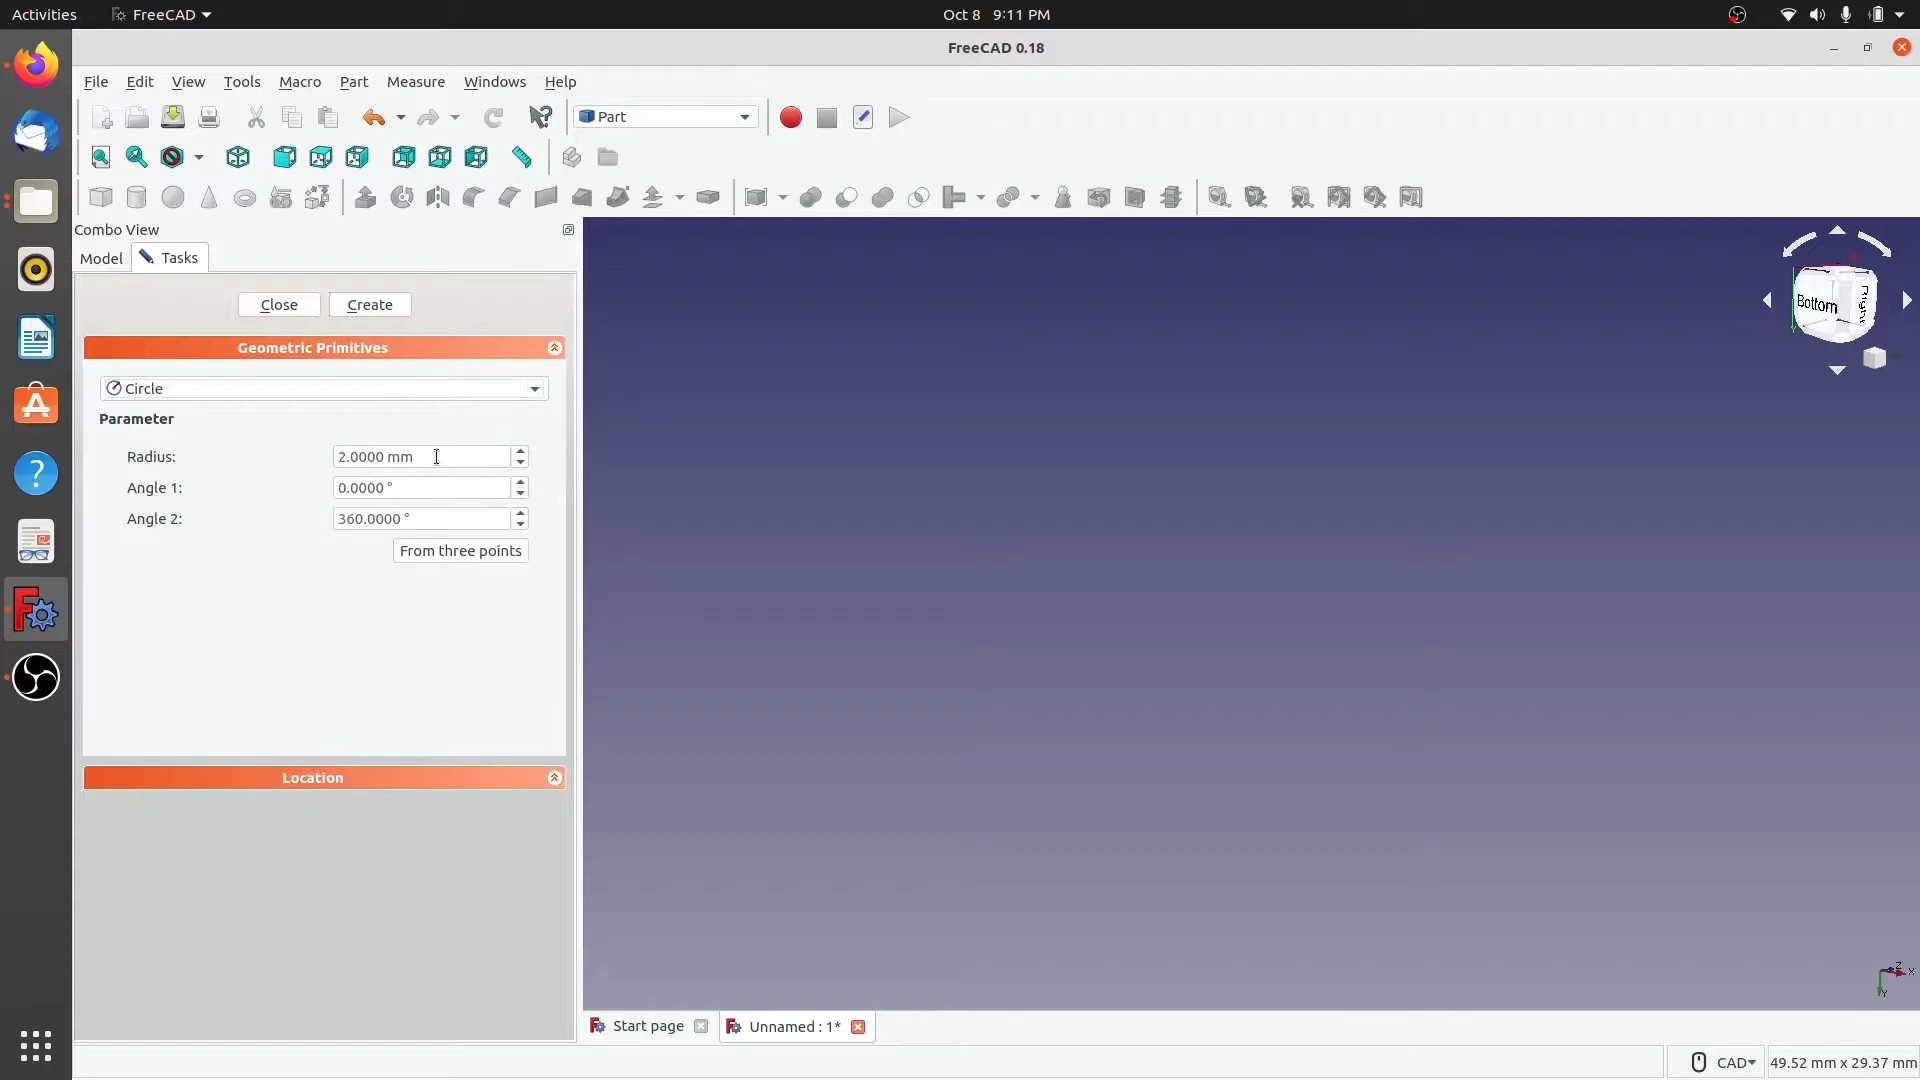 Activities FreeCAD Oct 8 9:11 PM
FreeCAD 0.18
File Edit View Tools Macro Part Measure Windows Help
Part
Combo View
Model Tasks
Close Create
Geometric Primitives
Circle
Parameter
Radius: 2.0000 mm
Angle 1: 0.0000 °
Angle 2: 360.0000 °
From three points
Location
Bottom Right
Z X
Y
Start page Unnamed : 1*
CAD 49.52 mm x 29.37 mm